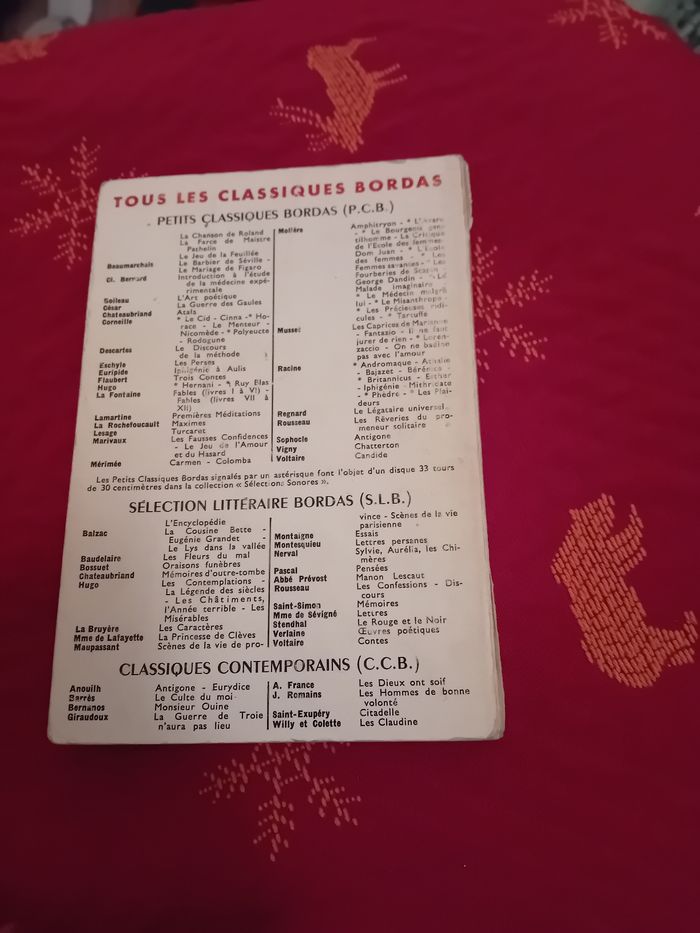 TOUS LES CLASSIQUES BORDAS
PETITS CLASSIQUES BORDAS (P.C.B.)
La Chanson de Roland
La Farce de Maistre
Pathelin
Le Jeu de la Feuillée
Beaumarchais Le Barbier de Séville -
Le Mariage de Figaro
Cl. Bernard Introduction à l'étude
de la médecine expé-
rimentale
Boileau L'Art poétique
César La Guerre des Gaules
Chateaubriand Atala
Corneille * Le Cid - Cinna - * Ho-
race - Le Menteur -
Nicomède - * Polyeucte
- Rodogune
Descartes Le Discours
de la méthode
Eschyle Les Perses
Euripide Iphigénie à Aulis
Flaubert Trois Contes
Hugo * Hernani - * Ruy Blas
La Fontaine Fables (livres I à VI) -
Fables (livres VII à
XII)
Lamartine Premières Méditations
La Rochefoucault Maximes
Lesage Turcaret
Marivaux Les Fausses Confidences
- Le Jeu de l'Amour
et du Hasard
Mérimée Carmen - Colomba
Molière Amphitryon - * L'Avare
- * Le Bourgeois gen-
tilhomme - La Critique
de l'Ecole des femmes
Dom Juan - * L'Ecole
des femmes - * Les
Femmes savantes - * Les
Fourberies de Scapin -
George Dandin - * Le
Malade imaginaire
* Le Médecin malgré
lui - * Le Misanthrope -
* Les Précieuses ridi-
cules - * Tartuffe
Musset Les Caprices de Marianne
- Fantasio - Il ne faut
jurer de rien - * Loren-
zaccio - On ne badine
pas avec l'amour
Racine * Andromaque - Athalie
- Bajazet - Bérénice -
* Britannicus - Esther
- Iphigénie - Mithridate
- * Phèdre - * Les Plai-
deurs
Regnard Le Légataire universel
Rousseau Les Rêveries du pro-
meneur solitaire
Sophocle Antigone
Vigny Chatterton
Voltaire Candide
Les Petits Classiques Bordas signalés par un astérisque font l'objet d'un disque 33 tours
de 30 centimètres dans la collection « Sélections Sonores ».
SÉLECTION LITTÉRAIRE BORDAS (S.L.B.)
L'Encyclopédie
Balzac La Cousine Bette -
Eugénie Grandet -
Le Lys dans la vallée
Baudelaire Les Fleurs du mal
Bossuet Oraisons funèbres
Chateaubriand Mémoires d'outre-tombe
Hugo Les Contemplations -
La Légende des siècles
- Les Châtiments,
l'Année terrible - Les
Misérables
La Bruyère Les Caractères
Mme de Lafayette La Princesse de Clèves
Maupassant Scènes de la vie de pro-
vince - Scènes de la vie
parisienne
Montaigne Essais
Montesquieu Lettres persanes
Nerval Sylvie, Aurélia, les Chi-
mères
Pascal Pensées
Abbé Prévost Manon Lescaut
Rousseau Les Confessions - Dis-
cours
Saint-Simon Mémoires
Mme de Sévigné Lettres
Stendhal Le Rouge et le Noir
Verlaine Œuvres poétiques
Voltaire Contes
CLASSIQUES CONTEMPORAINS (C.C.B.)
Anouilh Antigone - Eurydice
Barrès Le Culte du moi
Bernanos Monsieur Ouine
Giraudoux La Guerre de Troie
n'aura pas lieu
A. France Les Dieux ont soif
J. Romains Les Hommes de bonne
volonté
Saint-Exupéry Citadelle
Willy et Colette Les Claudine